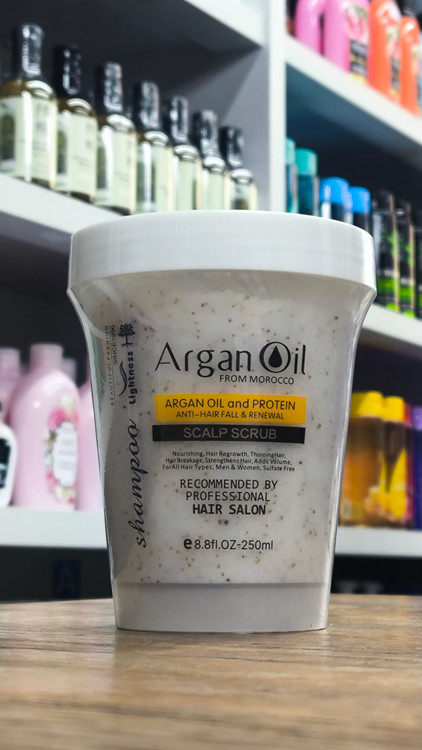 Argan Oil
FROM MOROCCO
ARGAN OIL and PROTEIN
ANTI-HAIR FALL & RENEWAL
SCALP SCRUB
Nourishing, Hair Regrowth, Thinning Hair,
Hair Breakage, Strengthens Hair, Adds Volume,
For All Hair Types, Men & Women, Sulfate Free
RECOMMENDED BY
PROFESSIONAL
HAIR SALON
e 8.8fl.OZ-250ml
shampoo
Lightness